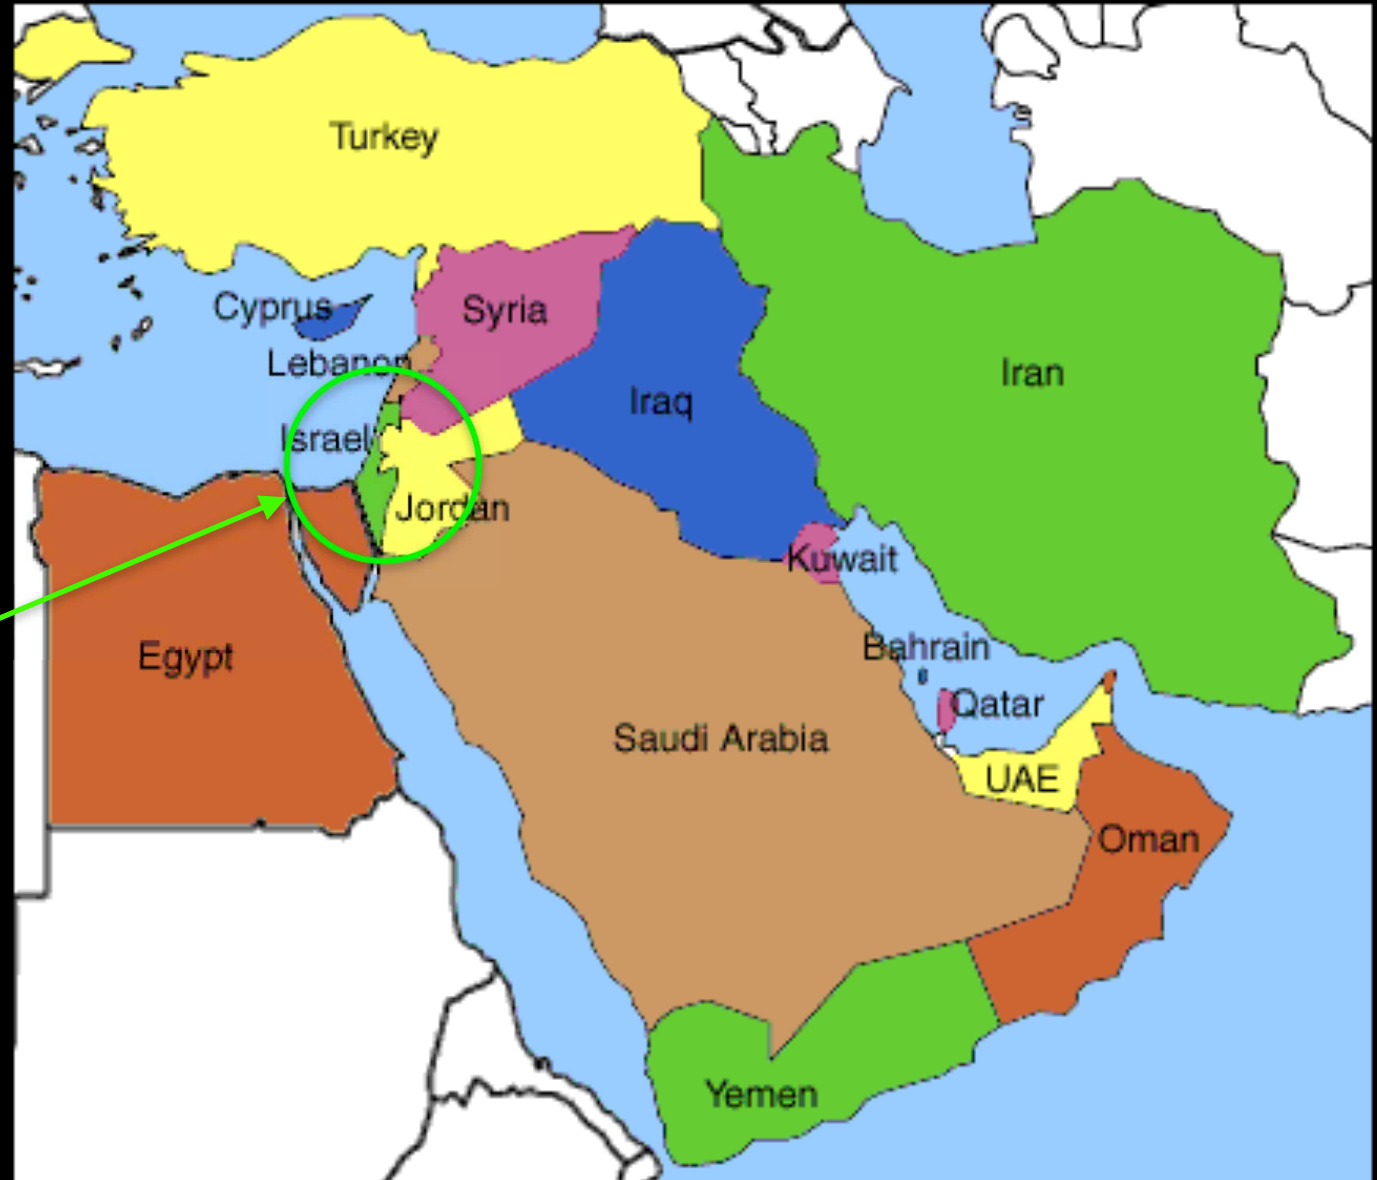 Turkey
Cyprus
Syria
Lebanon
Iran
Iraq
Israel
Jordan
Kuwait
Bahrain
Egypt
Qatar
Saudi Arabia
UAE
Oman
Yemen